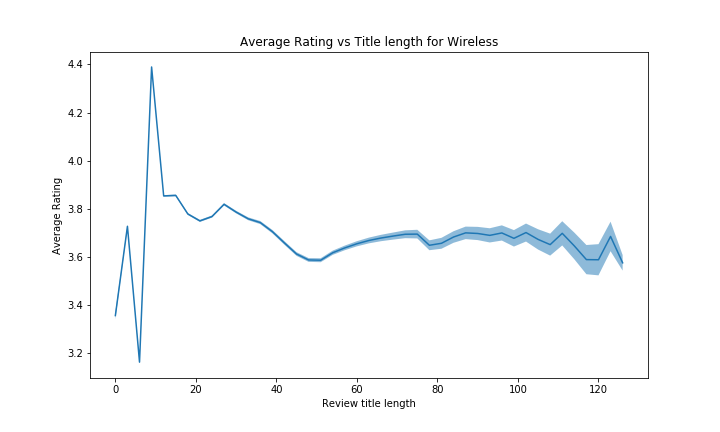 Average Rating vs Title length for Wireless
4.4
4.2
4.0
3.8
3.6
3.4
3.2
Average Rating
0 20 40 60 80 100 120
Review title length